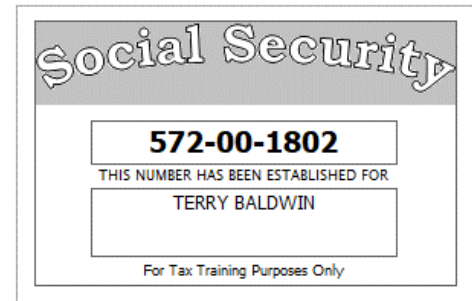 Social Security
572-00-1802
THIS NUMBER HAS BEEN ESTABLISHED FOR
TERRY BALDWIN
For Tax Training Purposes Only